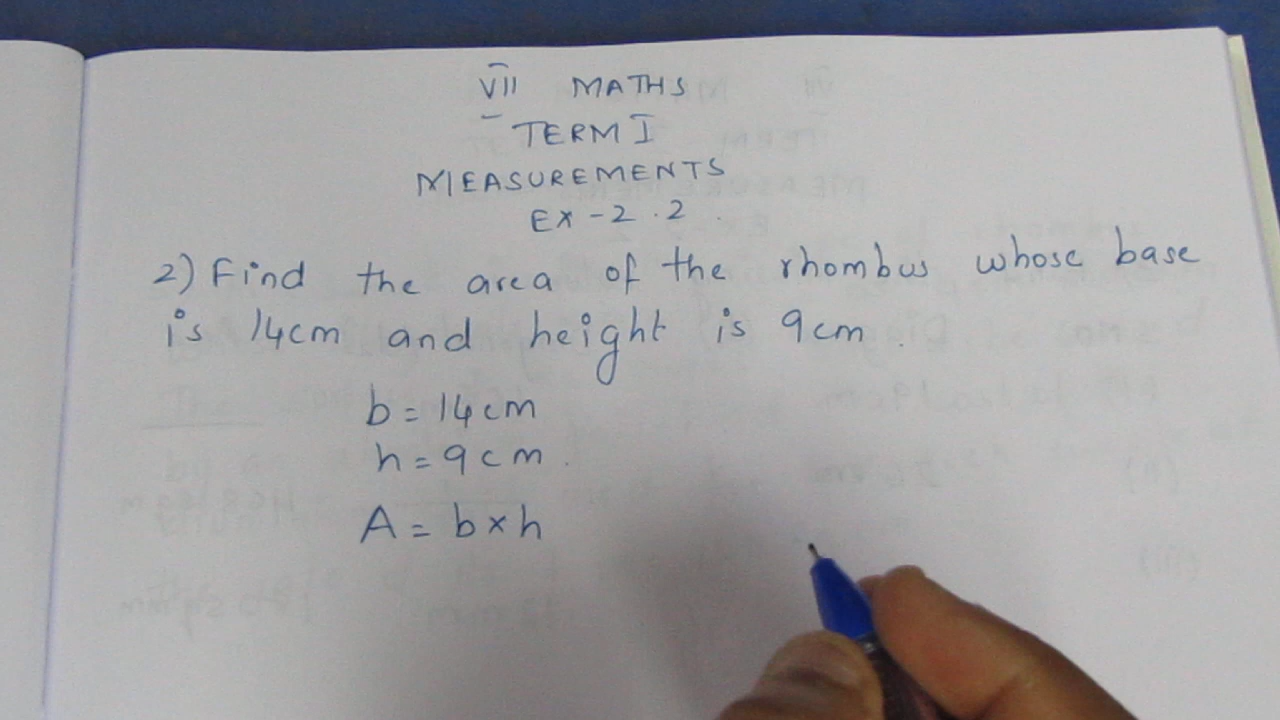 VII MATHS
TERM I
MEASUREMENTS
EX-2.2
2) Find the area of the rhombus whose base
is 14cm and height is 9cm.
b = 14cm
h = 9cm.
A = b×h